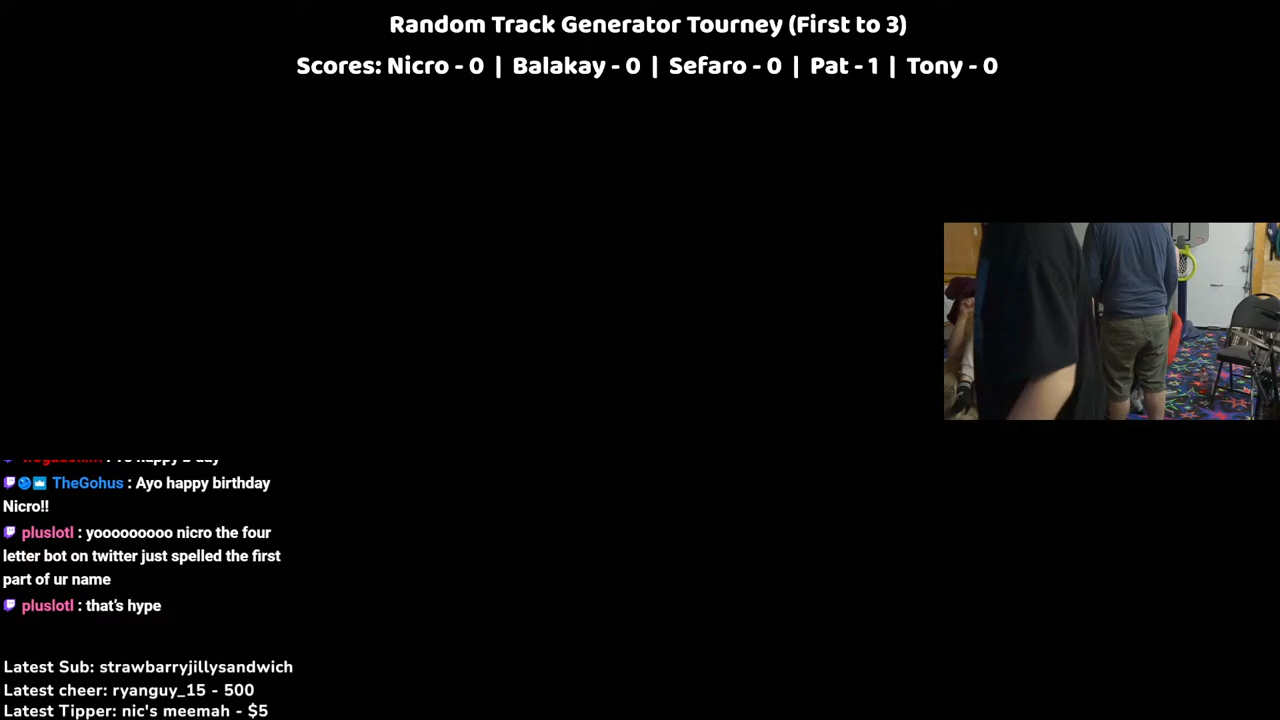 Random Track Generator Tourney (First to 3)
Scores: Nicro - 0 | Balakay - 0 | Sefaro - 0 | Pat - 1 | Tony - 0
TheGohus : Ayo happy birthday
Nicro!!
pluslotl : yooooooooo nicro the four
letter bot on twitter just spelled the first
part of ur name
pluslotl : that's hype
Latest Sub: strawbarryjillysandwich
Latest cheer: ryanguy_15 - 500
Latest Tipper: nic's meemah - $5